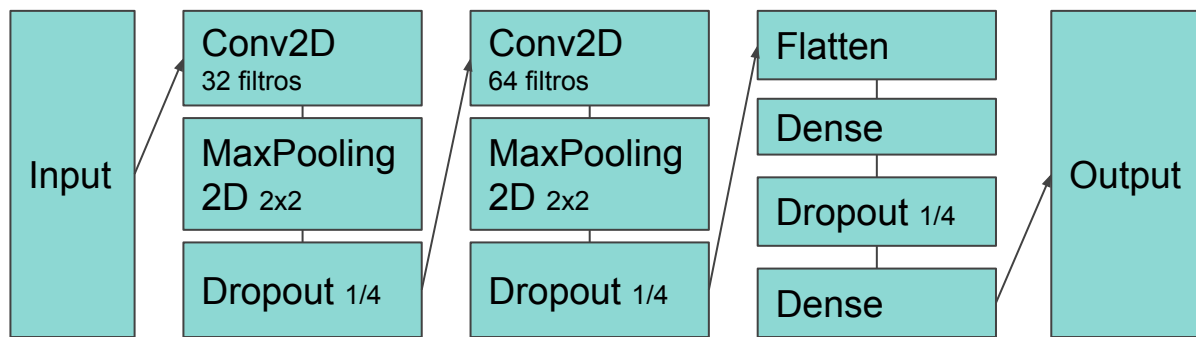 Input
Conv2D
32 filtros
MaxPooling
2D 2x2
Dropout 1/4
Conv2D
64 filtros
MaxPooling
2D 2x2
Dropout 1/4
Flatten
Dense
Dropout 1/4
Dense
Output